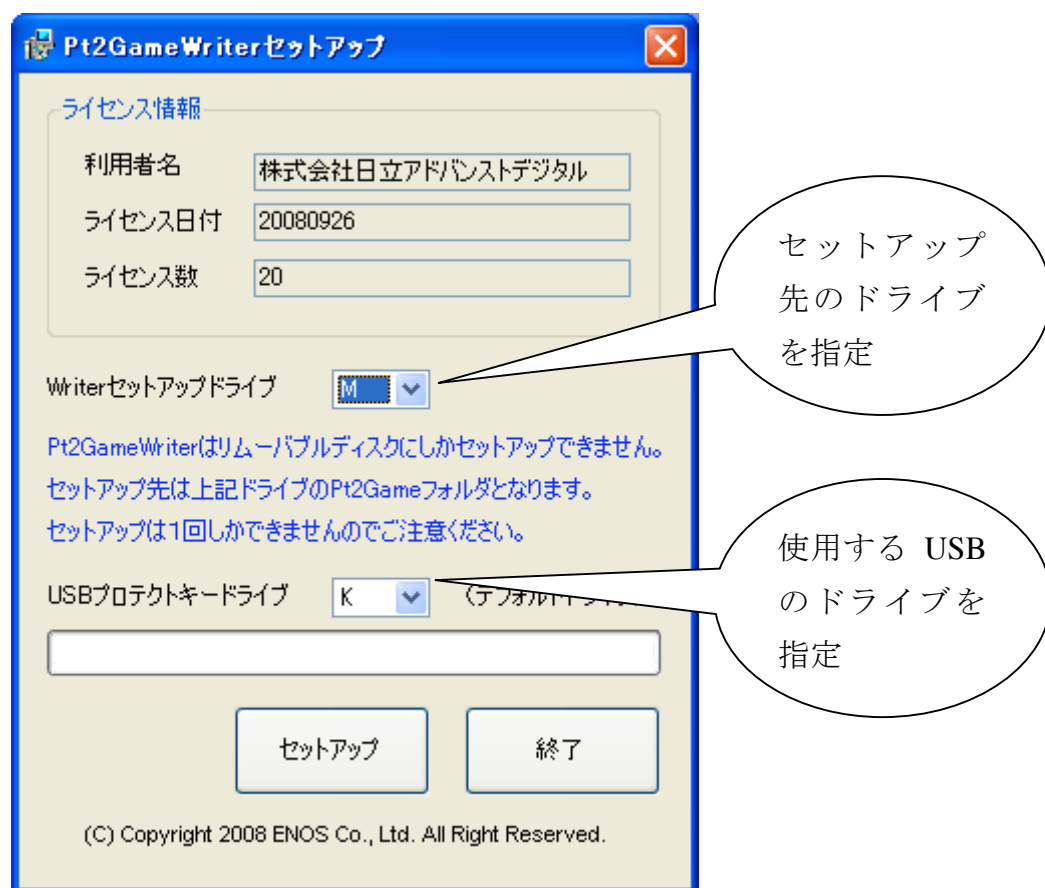 Pt2GameWriterセットアップ
ライセンス情報
利用者名 株式会社日立アドバンストデジタル
ライセンス日付 20080926
ライセンス数 20
セットアップ
先のドライブ
を指定
Writerセットアップドライブ M
Pt2GameWriterはリムーバブルディスクにしかセットアップできません。
セットアップ先は上記ドライブのPt2Gameフォルダとなります。
セットアップは1回しかできませんのでご注意ください。
使用する USB
のドライブを
指定
USBプロテクトキードライブ K
セットアップ 終了
(C) Copyright 2008 ENOS Co., Ltd. All Right Reserved.